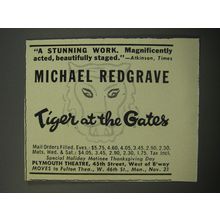 "A STUNNING WORK. Magnificently
acted, beautifully staged."—Atkinson, Times
MICHAEL REDGRAVE
Tiger at the Gates
Mail Orders Filled. Eves.—$5.75, 4.60, 4.05, 3.45, 2.90, 2.30.
Mats. Wed. & Sat.: $4.05, 3.45, 2.90, 2.30, 1.75. Tax incl.
Special Holiday Matinee Thanksgiving Day
PLYMOUTH THEATRE, 45th Street, West of B'way
MOVES to Fulton Thea., W. 46th St., Mon., Nov. 21